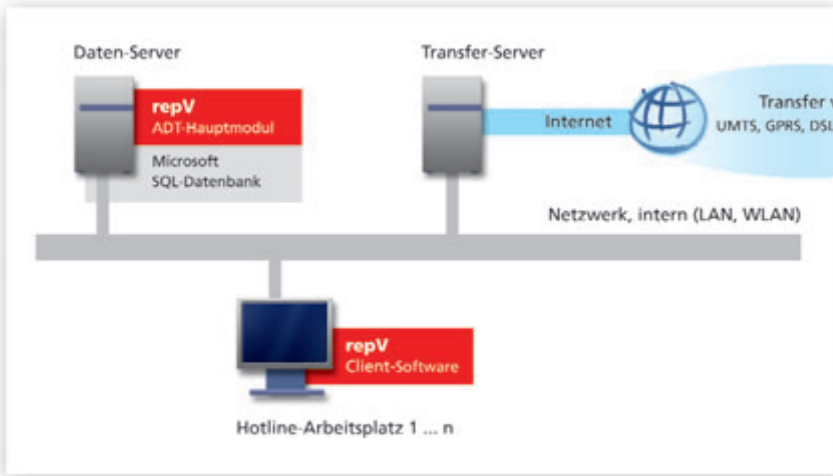 Daten-Server
Transfer-Server
repV
ADT-Hauptmodul
Microsoft
SQL-Datenbank
Internet
Transfer
UMTS, GPRS, DSL
Netzwerk, intern (LAN, WLAN)
repV
Client-Software
Hotline-Arbeitsplatz 1 ... n